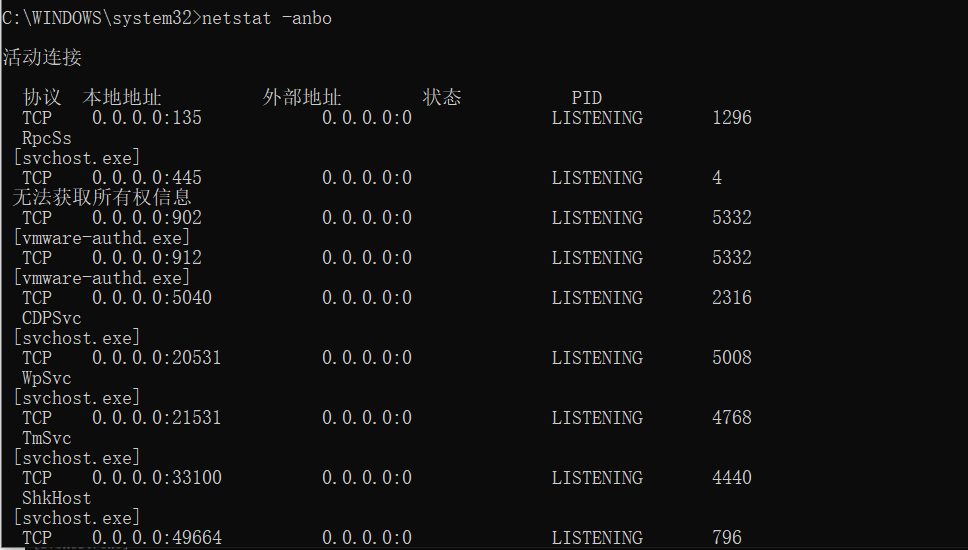 C:\WINDOWS\system32>netstat -anbo
活动连接
协议 本地地址 外部地址 状态 PID
TCP 0.0.0.0:135 0.0.0.0:0 LISTENING 1296
RpcSs
[svchost.exe]
TCP 0.0.0.0:445 0.0.0.0:0 LISTENING 4
无法获取所有权信息
TCP 0.0.0.0:902 0.0.0.0:0 LISTENING 5332
[vmware-authd.exe]
TCP 0.0.0.0:912 0.0.0.0:0 LISTENING 5332
[vmware-authd.exe]
TCP 0.0.0.0:5040 0.0.0.0:0 LISTENING 2316
CDPSvc
[svchost.exe]
TCP 0.0.0.0:20531 0.0.0.0:0 LISTENING 5008
WpSvc
[svchost.exe]
TCP 0.0.0.0:21531 0.0.0.0:0 LISTENING 4768
TmSvc
[svchost.exe]
TCP 0.0.0.0:33100 0.0.0.0:0 LISTENING 4440
ShkHost
[svchost.exe]
TCP 0.0.0.0:49664 0.0.0.0:0 LISTENING 796